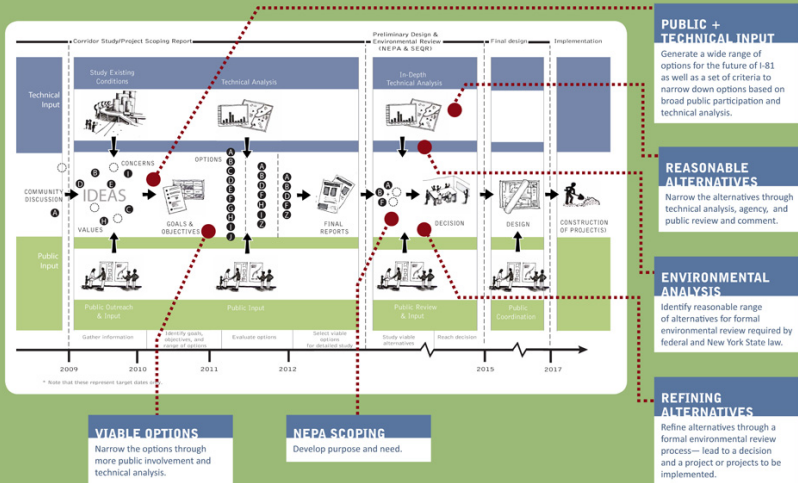 Corridor Study/Project Scoping Report
Preliminary Design &
Environmental Review
(NEPA & SEQR)
Final design
Implementation
Technical
Input
Study Existing
Conditions
Technical Analysis
In-Depth
Technical Analysis
COMMUNITY
DISCUSSION
CONCERNS
IDEAS
VALUES
A
B
I
D
E
C
H
GOALS &
OBJECTIVES
OPTIONS
A
B
C
D
E
F
G
H
I
J
A
B
D
F
H
I
Z
A
B
D
F
Z
FINAL
REPORTS
A
B
F
DECISION
DESIGN
CONSTRUCTION
OF PROJECT(S)
Public
Input
Public Outreach
& Input
Public Input
Public Review
& Input
Public
Coordination
Gather information
Identify goals,
objectives, and
range of options
Evaluate options
Select viable
options
for detailed study
Study viable
alternatives
Reach decision
2009
2010
2011
2012
2015
2017
* Note that these represent target dates only.
PUBLIC +
TECHNICAL INPUT
Generate a wide range of
options for the future of I-81
as well as a set of criteria to
narrow down options based on
broad public participation and
technical analysis.
REASONABLE
ALTERNATIVES
Narrow the alternatives through
technical analysis, agency, and
public review and comment.
ENVIRONMENTAL
ANALYSIS
Identify reasonable range
of alternatives for formal
environmental review required by
federal and New York State law.
REFINING
ALTERNATIVES
Refine alternatives through a
formal environmental review
process— lead to a decision
and a project or projects to be
implemented.
VIABLE OPTIONS
Narrow the options through
more public involvement and
technical analysis.
NEPA SCOPING
Develop purpose and need.